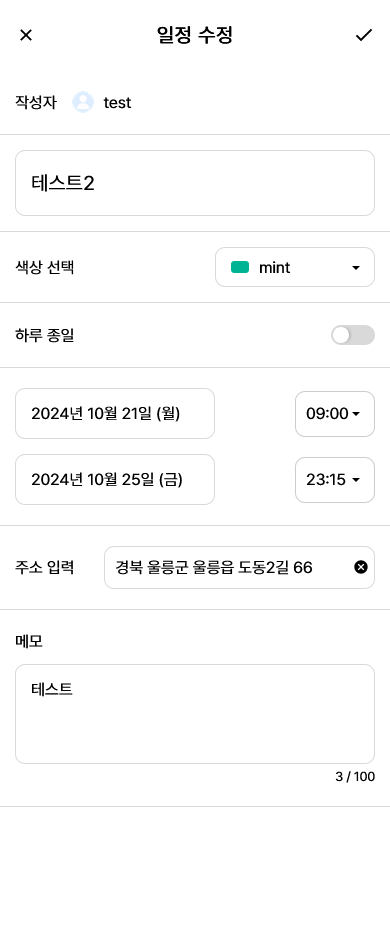 일정 수정
작성자 test
테스트2
색상 선택 mint
하루 종일
2024년 10월 21일 (월) 09:00
2024년 10월 25일 (금) 23:15
주소 입력 경북 울릉군 울릉읍 도동2길 66
메모
테스트
3 / 100